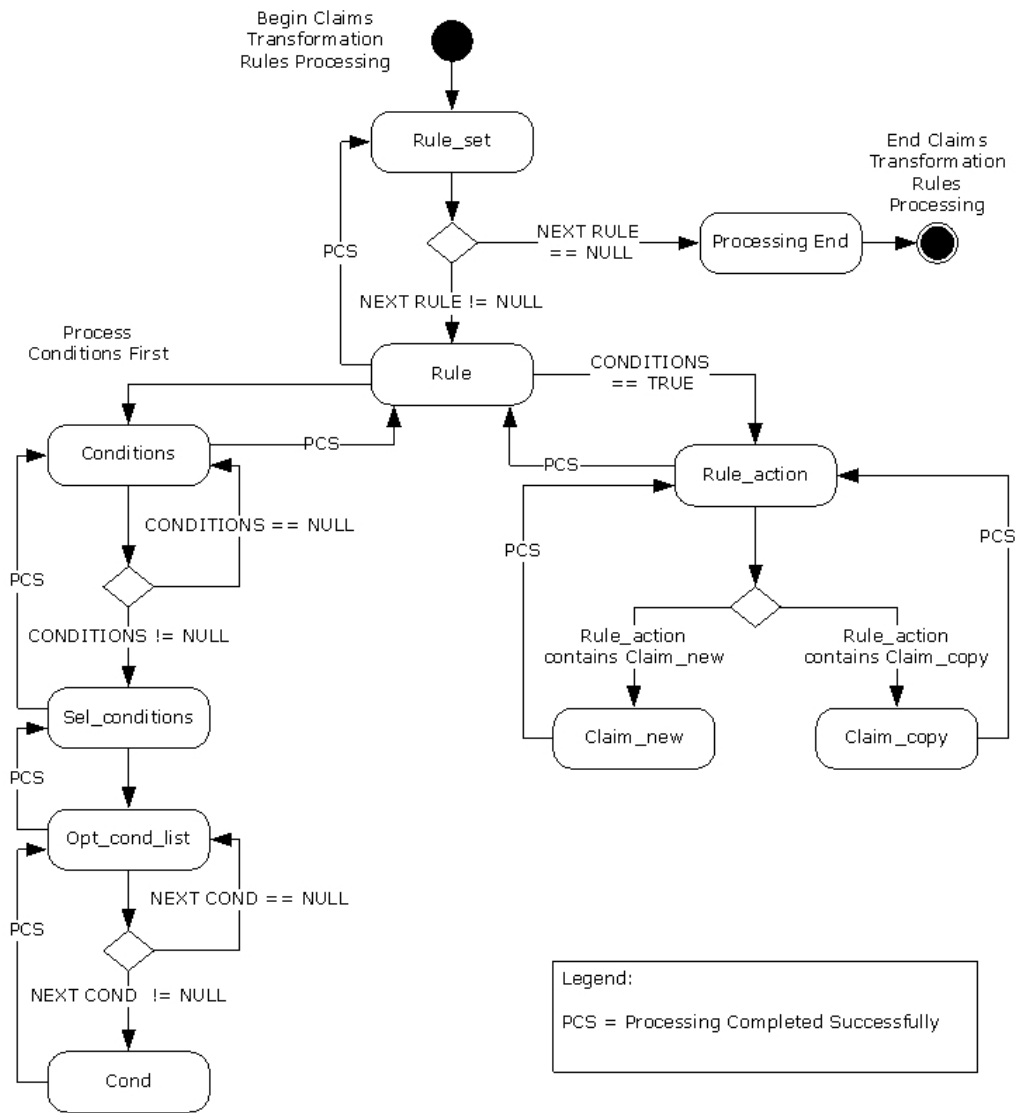 Begin Claims
Transformation
Rules Processing
Rule_set
End Claims
Transformation
Rules
Processing
NEXT RULE
== NULL
Processing End
PCS
NEXT RULE != NULL
Process
Conditions First
Rule
CONDITIONS
== TRUE
Conditions
PCS
PCS
Rule_action
CONDITIONS == NULL
PCS
PCS
PCS
CONDITIONS != NULL
Rule_action
contains Claim_new
Rule_action
contains Claim_copy
Sel_conditions
Claim_new
Claim_copy
PCS
Opt_cond_list
NEXT COND == NULL
PCS
NEXT COND != NULL
Cond
Legend:
PCS = Processing Completed Successfully